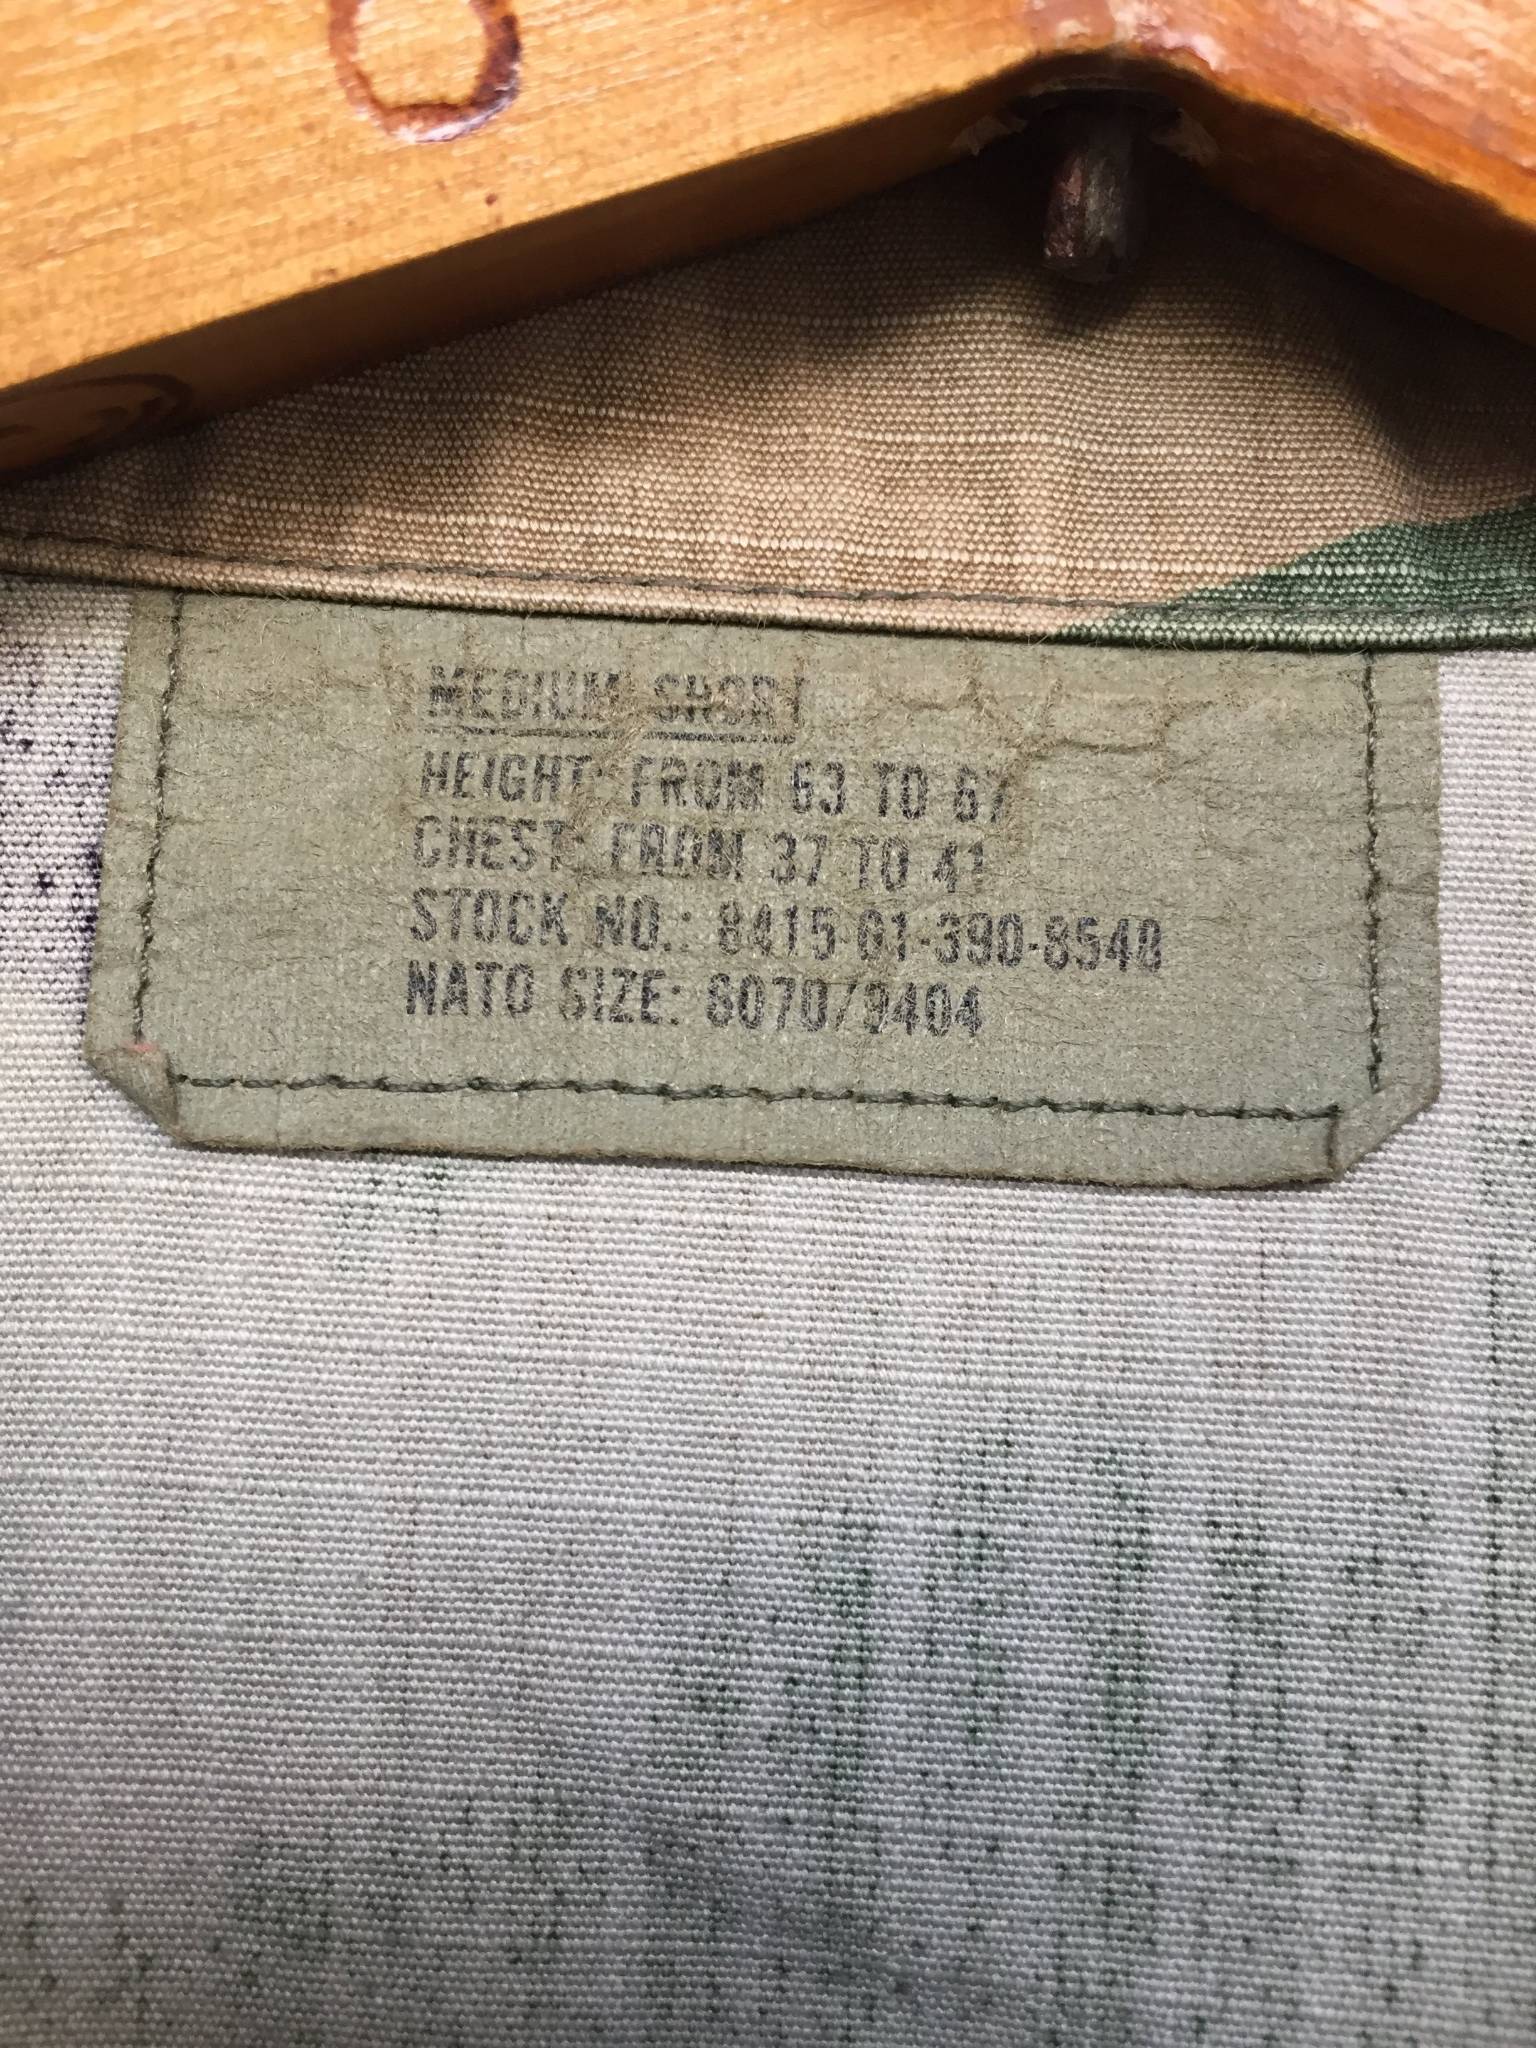 MEDIUM SHORT
HEIGHT: FROM 63 TO 67
CHEST: FROM 37 TO 41
STOCK NO.: 8415-01-390-8548
NATO SIZE: 6070/9404